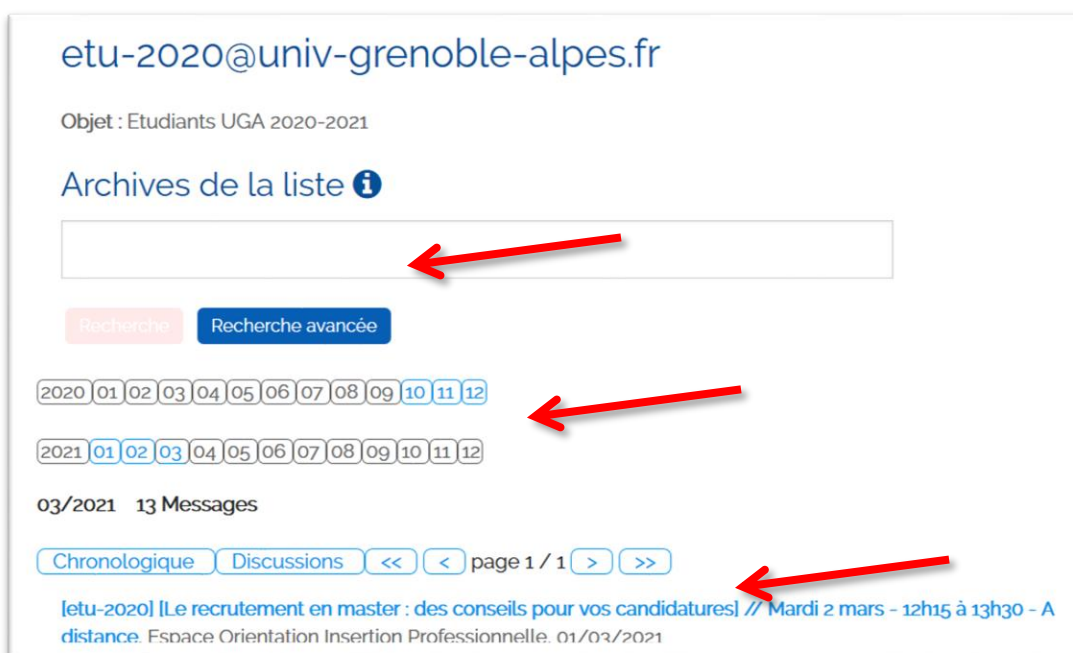 etu-2020@univ-grenoble-alpes.fr
Objet : Etudiants UGA 2020-2021
Archives de la liste
Recherche Recherche avancée
2020 01 02 03 04 05 06 07 08 09 10 11 12
2021 01 02 03 04 05 06 07 08 09 10 11 12
03/2021 13 Messages
Chronologique Discussions << < page 1 / 1 > >>
[etu-2020] [Le recrutement en master : des conseils pour vos candidatures] // Mardi 2 mars - 12h15 à 13h30 - A
distance, Espace Orientation Insertion Professionnelle, 01/03/2021